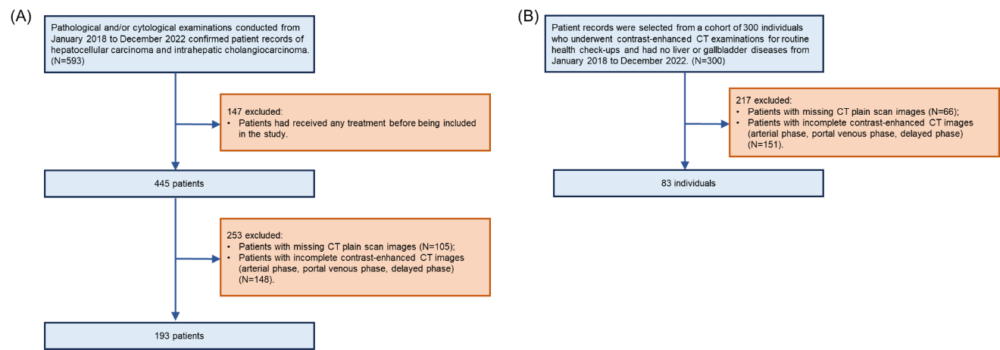 (A)
Pathological and/or cytological examinations conducted from
January 2018 to December 2022 confirmed patient records of
hepatocellular carcinoma and intrahepatic cholangiocarcinoma.
(N=593)
147 excluded:
• Patients had received any treatment before being included
in the study.
445 patients
253 excluded:
• Patients with missing CT plain scan images (N=105);
• Patients with incomplete contrast-enhanced CT images
(arterial phase, portal venous phase, delayed phase)
(N=148).
193 patients
(B)
Patient records were selected from a cohort of 300 individuals
who underwent contrast-enhanced CT examinations for routine
health check-ups and had no liver or gallbladder diseases from
January 2018 to December 2022. (N=300)
217 excluded:
• Patients with missing CT plain scan images (N=66);
• Patients with incomplete contrast-enhanced CT images
(arterial phase, portal venous phase, delayed phase)
(N=151).
83 individuals